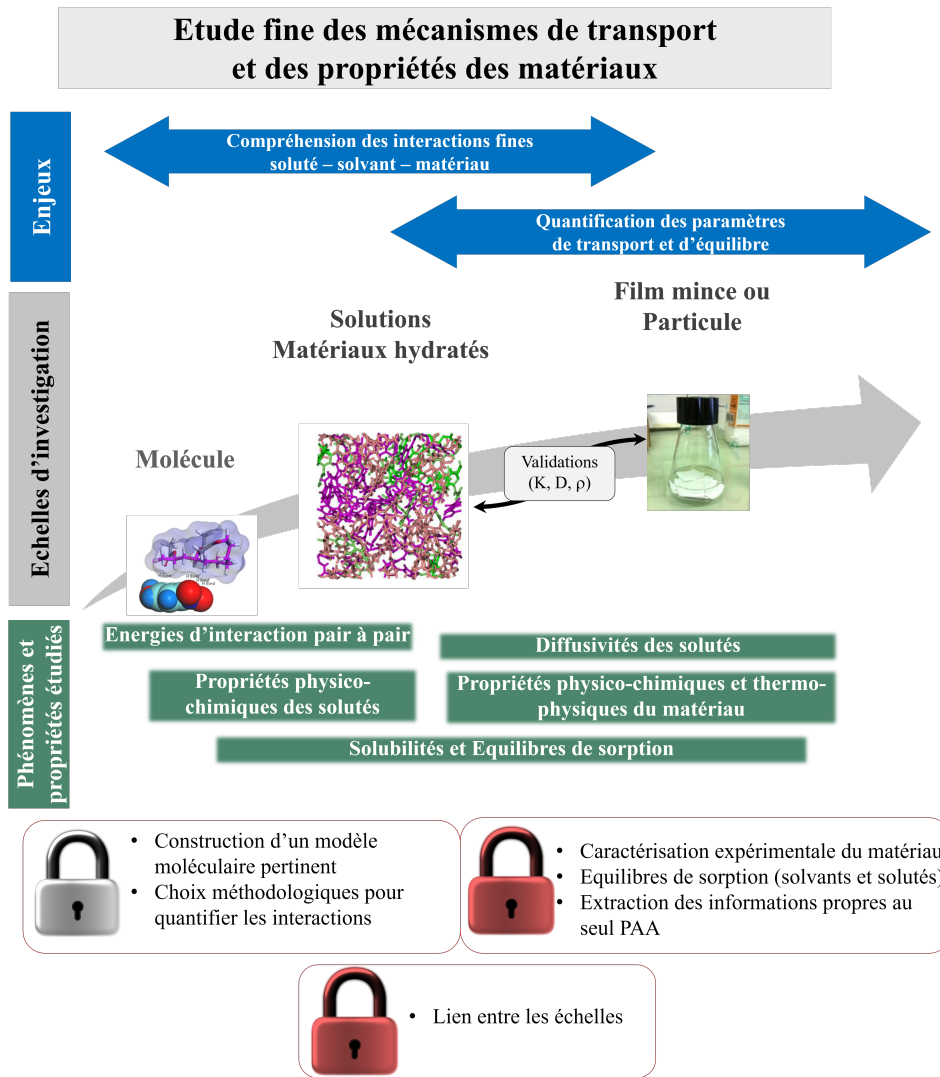 Etude fine des mécanismes de transport
et des propriétés des matériaux
Enjeux
Compréhension des interactions fines
soluté – solvant – matériau
Quantification des paramètres
de transport et d'équilibre
Echelles d'investigation
Film mince ou
Particule
Solutions
Matériaux hydratés
Molécule
Validations
(K, D, ρ)
H Bond
H Bond
H Bond
Phénomènes et
propriétés étudiés
Energies d'interaction pair à pair
Diffusivités des solutés
Propriétés physico-
chimiques des solutés
Propriétés physico-chimiques et thermo-
physiques du matériau
Solubilités et Equilibres de sorption
• Construction d'un modèle
moléculaire pertinent
• Choix méthodologiques pour
quantifier les interactions
• Caractérisation expérimentale du matériau
• Equilibres de sorption (solvants et solutés)
• Extraction des informations propres au
seul PAA
• Lien entre les échelles